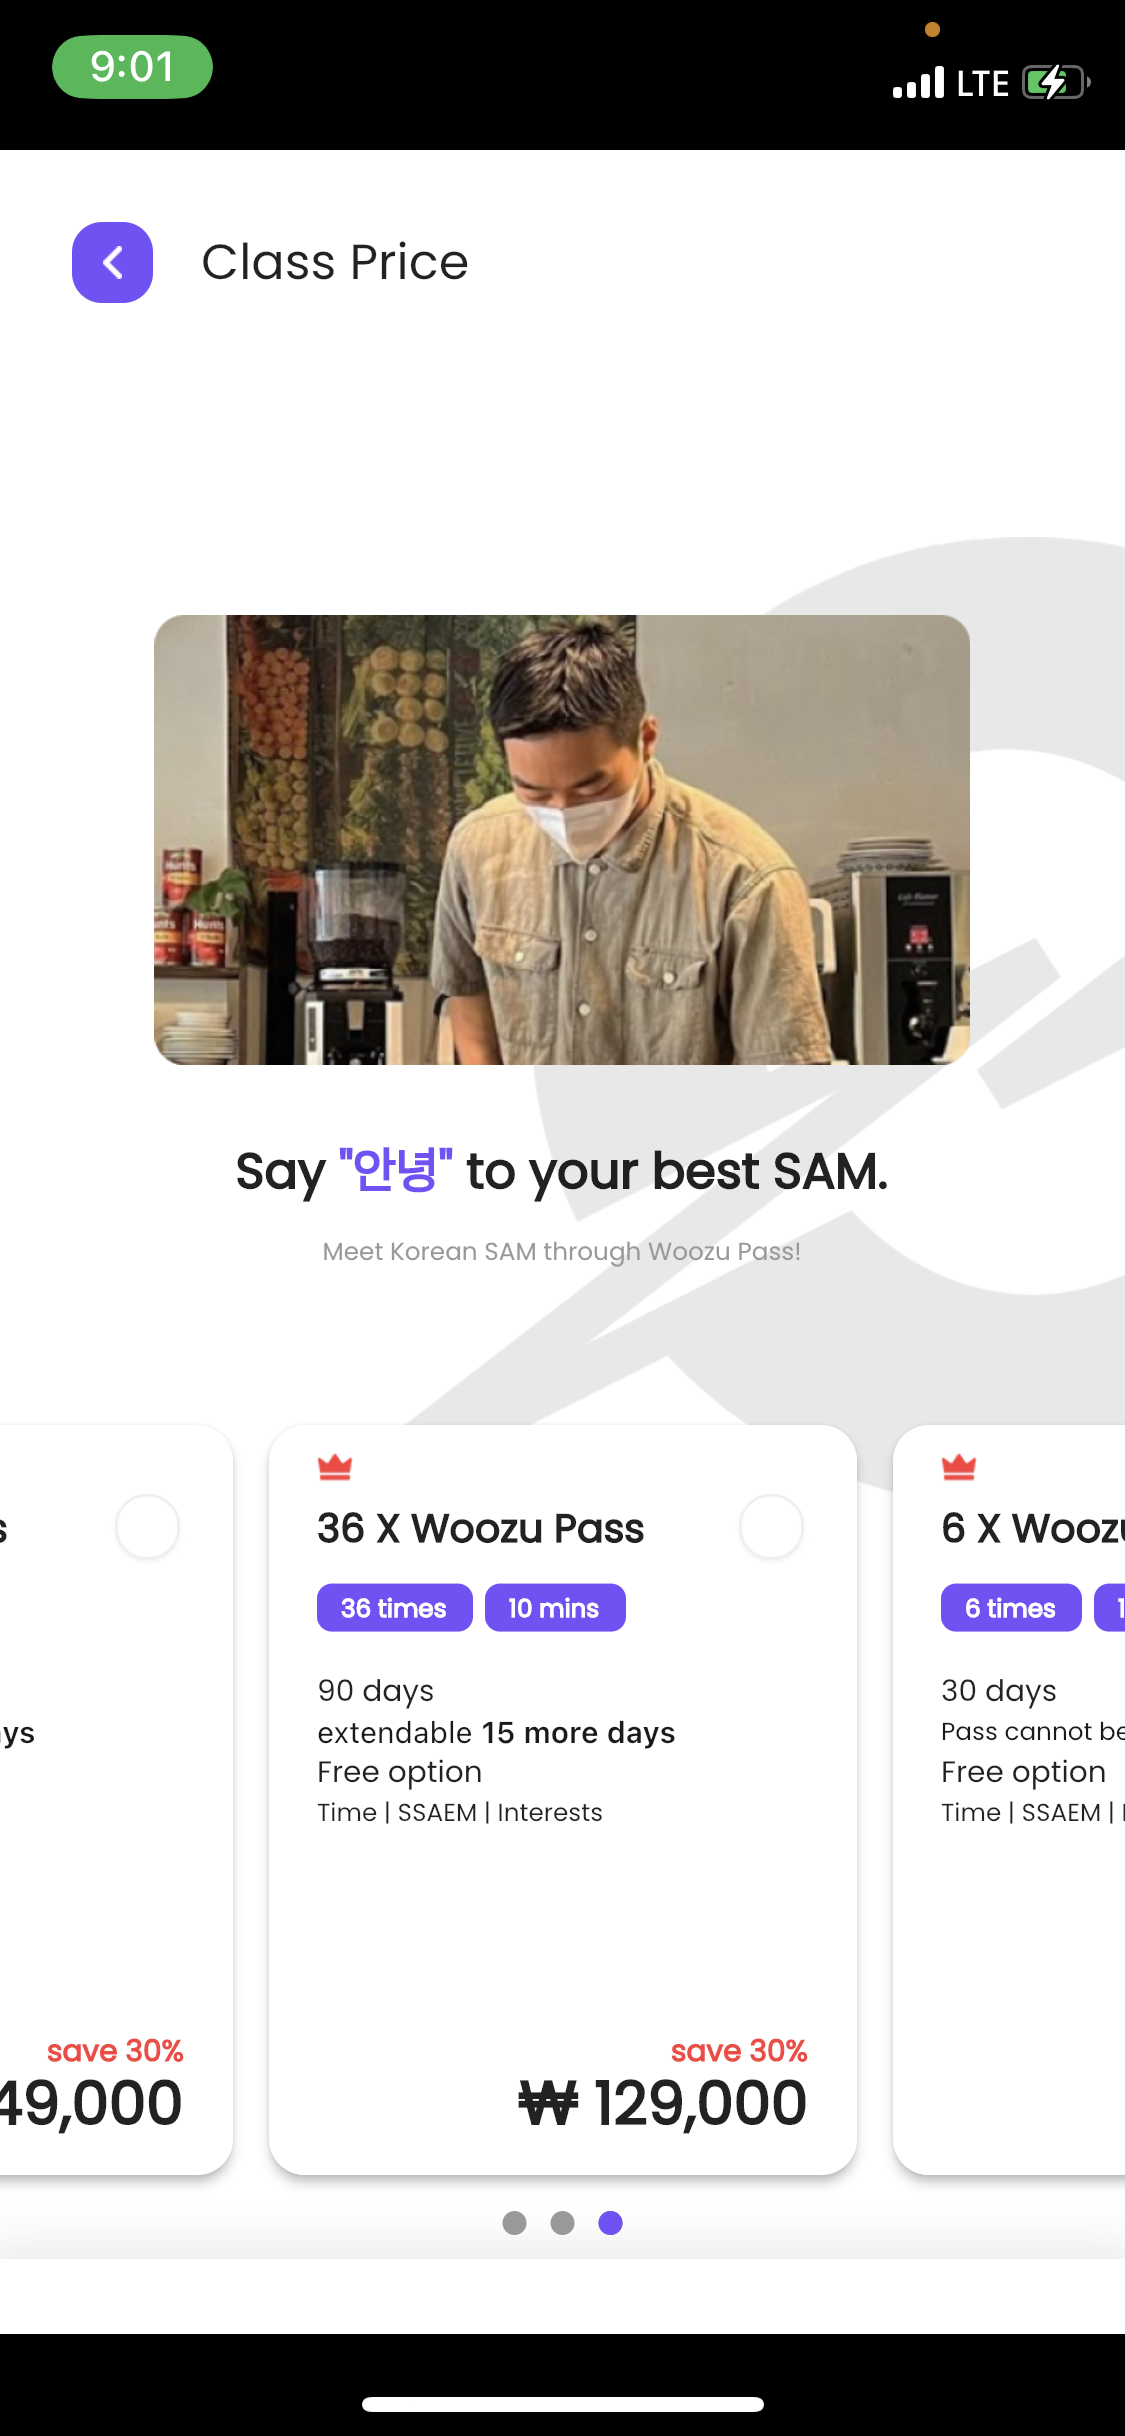 9:01
LTE
Class Price
Hunts
Hunts
Say "안녕" to your best SAM.
Meet Korean SAM through Woozu Pass!
s
ys
save 30%
49,000
36 X Woozu Pass
36 times
10 mins
90 days
extendable 15 more days
Free option
Time | SSAEM | Interests
save 30%
₩ 129,000
6 X Wooz
6 times
1
30 days
Pass cannot be
Free option
Time | SSAEM |